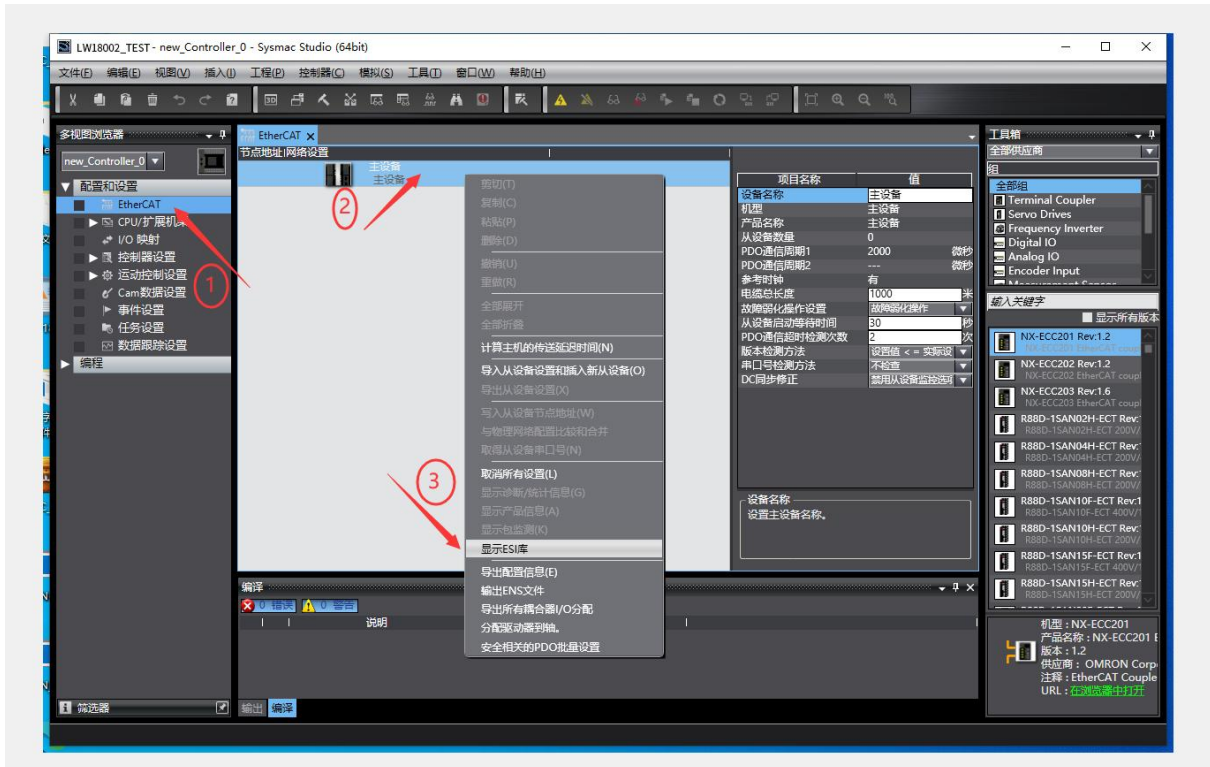 LW18002_TEST - new_Controller_0 - Sysmac Studio (64bit)
文件(F) 编辑(E) 视图(V) 插入(I) 工程(P) 控制器(C) 模拟(S) 工具(T) 窗口(W) 帮助(H)
多视图浏览器
new_Controller_0
配置和设置
EtherCAT
CPU/扩展机架
I/O 映射
控制器设置
运动控制设置
Cam数据设置
事件设置
任务设置
数据跟踪设置
编程
筛选器
①
EtherCAT
节点地址|网络设置
主设备
主设备
②
剪切(T)
复制(C)
粘贴(P)
删除(D)
撤销(U)
重做(R)
全部展开
全部折叠
计算主机的传送延迟时间(N)
导入从设备设置和插入新从设备(O)
导出从设备设置(X)
写入从设备节点地址(W)
与物理网络配置比较和合并
取得从设备串口号(N)
取消所有设置(L)
显示诊断/统计信息(G)
显示产品信息(A)
显示包监测(K)
显示ESI库
导出配置信息(E)
输出ENS文件
导出所有耦合器I/O分配
分配驱动器到轴。
安全相关的PDO批量设置
③
项目名称 值
设备名称 主设备
机型 主设备
产品名称 主设备
从设备数量 0
PDO通信周期1 2000 微秒
PDO通信周期2 --- 微秒
参考时钟 有
电缆总长度 1000 米
故障弱化操作设置 故障弱化操作
从设备启动等待时间 30 秒
PDO通信超时检测次数 2 次
版本检测方法 设置值 <= 实际设
串口号检测方法 不检查
DC同步修正 禁用从设备监控选项
设备名称
设置主设备名称。
编译
0 错误 0 警告
说明
输出 编译
工具箱
全部供应商
组
全部组
Terminal Coupler
Servo Drives
Frequency Inverter
Digital IO
Analog IO
Encoder Input
Measurement Sensor
输入关键字
显示所有版本
NX-ECC201 Rev:1.2
NX-ECC201 EtherCAT coupl
NX-ECC202 Rev:1.2
NX-ECC202 EtherCAT coupl
NX-ECC203 Rev:1.6
NX-ECC203 EtherCAT coupl
R88D-1SAN02H-ECT Rev:
R88D-1SAN02H-ECT 200V/
R88D-1SAN04H-ECT Rev:
R88D-1SAN04H-ECT 200V/
R88D-1SAN08H-ECT Rev:
R88D-1SAN08H-ECT 200V/
R88D-1SAN10F-ECT Rev:1
R88D-1SAN10F-ECT 400V/1
R88D-1SAN10H-ECT Rev:
R88D-1SAN10H-ECT 200V/
R88D-1SAN15F-ECT Rev:1
R88D-1SAN15F-ECT 400V/1
R88D-1SAN15H-ECT Rev:
R88D-1SAN15H-ECT 200V/
机型 : NX-ECC201
产品名称 : NX-ECC201 E
版本 : 1.2
供应商 : OMRON Corp
注释 : EtherCAT Couple
URL : 在浏览器中打开